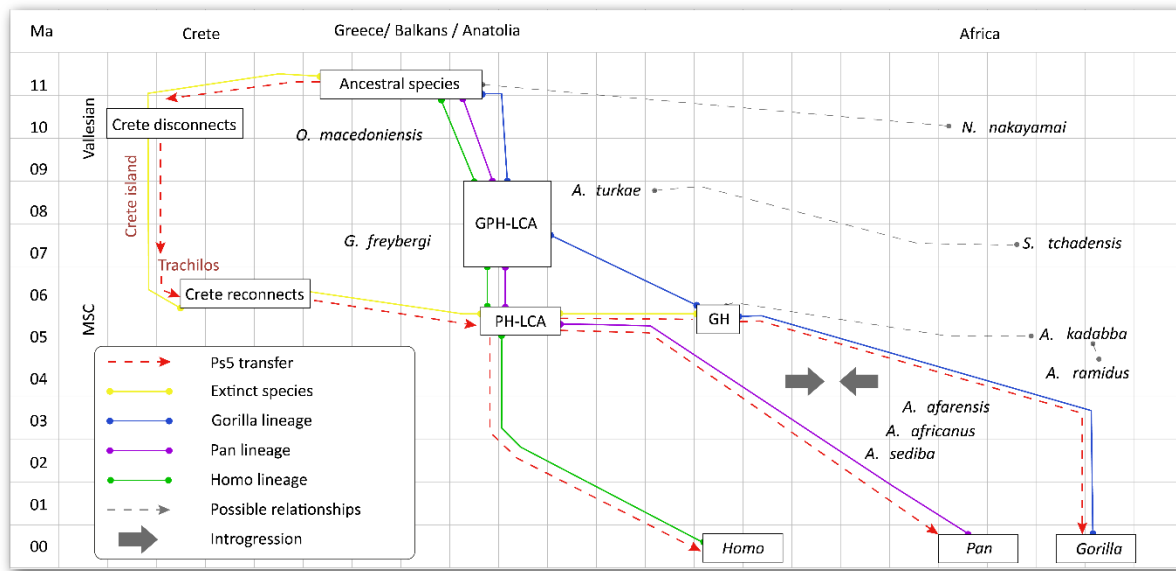 Ma
Crete
Greece/ Balkans / Anatolia
Africa
11
10
09
08
07
06
05
04
03
02
01
00
Vallesian
MSC
Crete island
Ancestral species
Crete disconnects
O. macedoniensis
N. nakayamai
A. turkae
GPH-LCA
G. freybergi
S. tchadensis
Trachilos
Crete reconnects
PH-LCA
GH
A. kadabba
A. ramidus
A. afarensis
A. africanus
A. sediba
Ps5 transfer
Extinct species
Gorilla lineage
Pan lineage
Homo lineage
Possible relationships
Introgression
Homo
Pan
Gorilla